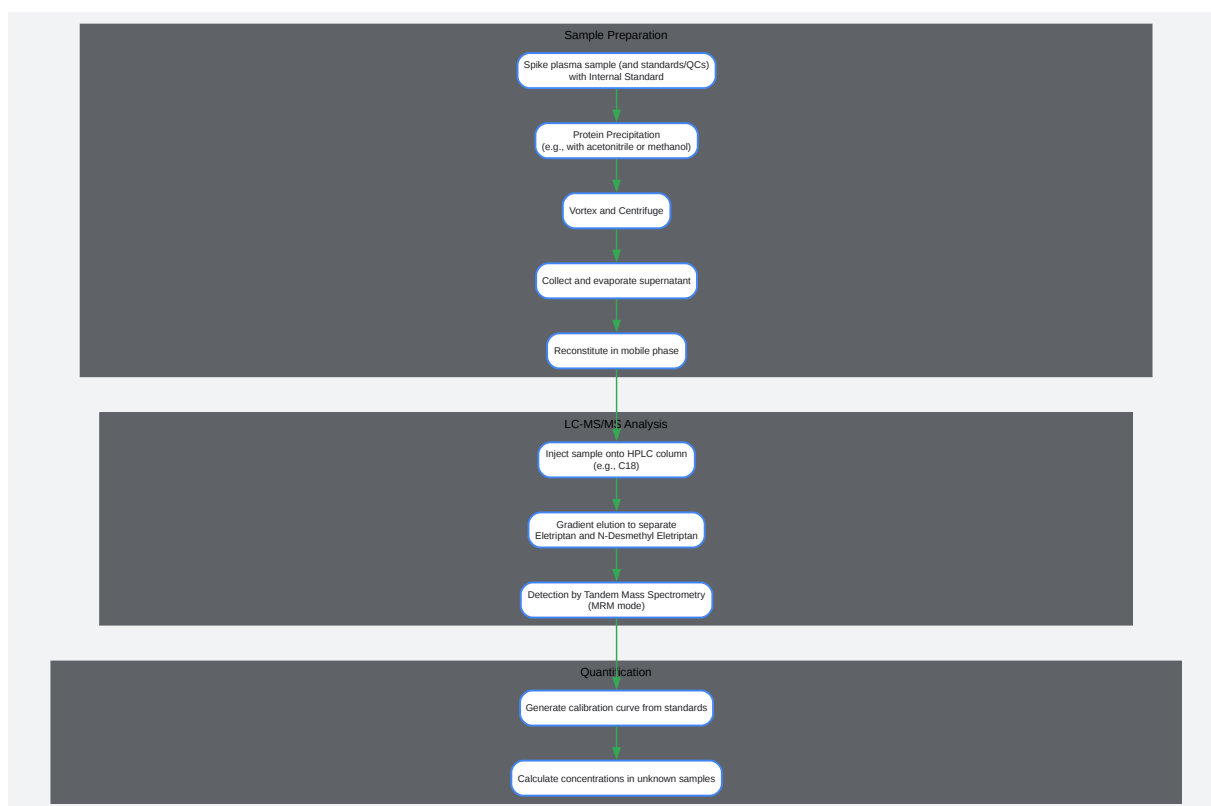 Sample Preparation
Spike plasma sample (and standards/QCs)
with Internal Standard
Protein Precipitation
(e.g., with acetonitrile or methanol)
Vortex and Centrifuge
Collect and evaporate supernatant
Reconstitute in mobile phase
LC-MS/MS Analysis
Inject sample onto HPLC column
(e.g., C18)
Gradient elution to separate
Eletriptan and N-Desmethyl Eletriptan
Detection by Tandem Mass Spectrometry
(MRM mode)
Quantification
Generate calibration curve from standards
Calculate concentrations in unknown samples